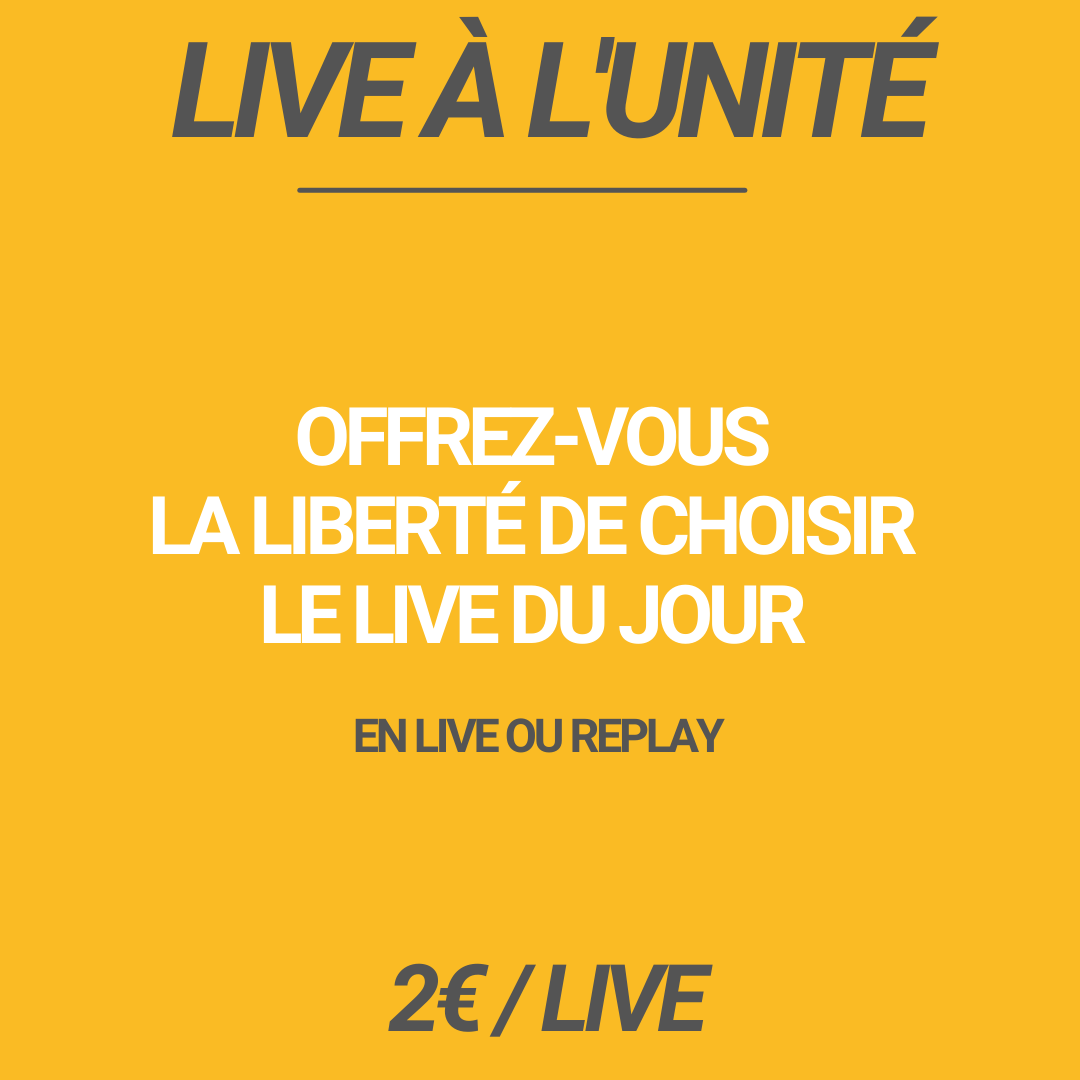 LIVE À L'UNITÉ
OFFREZ-VOUS
LA LIBERTÉ DE CHOISIR
LE LIVE DU JOUR
EN LIVE OU REPLAY
2€ / LIVE